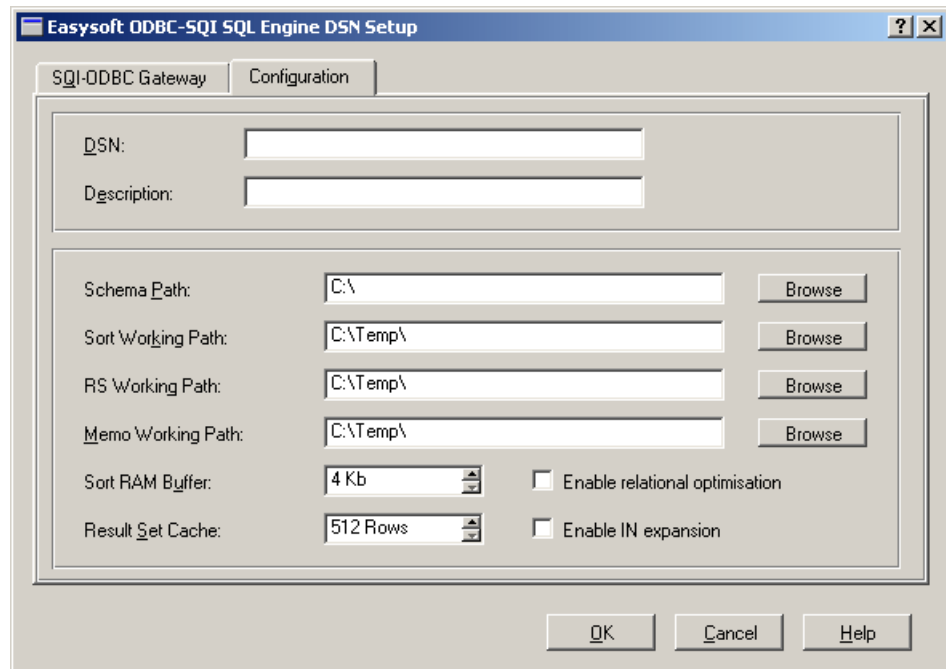 Easysoft ODBC-SQI SQL Engine DSN Setup
SQI-ODBC Gateway Configuration
DSN:
Description:
Schema Path: C:\ Browse
Sort Working Path: C:\Temp\ Browse
RS Working Path: C:\Temp\ Browse
Memo Working Path: C:\Temp\ Browse
Sort RAM Buffer: 4 Kb Enable relational optimisation
Result Set Cache: 512 Rows Enable IN expansion
OK Cancel Help